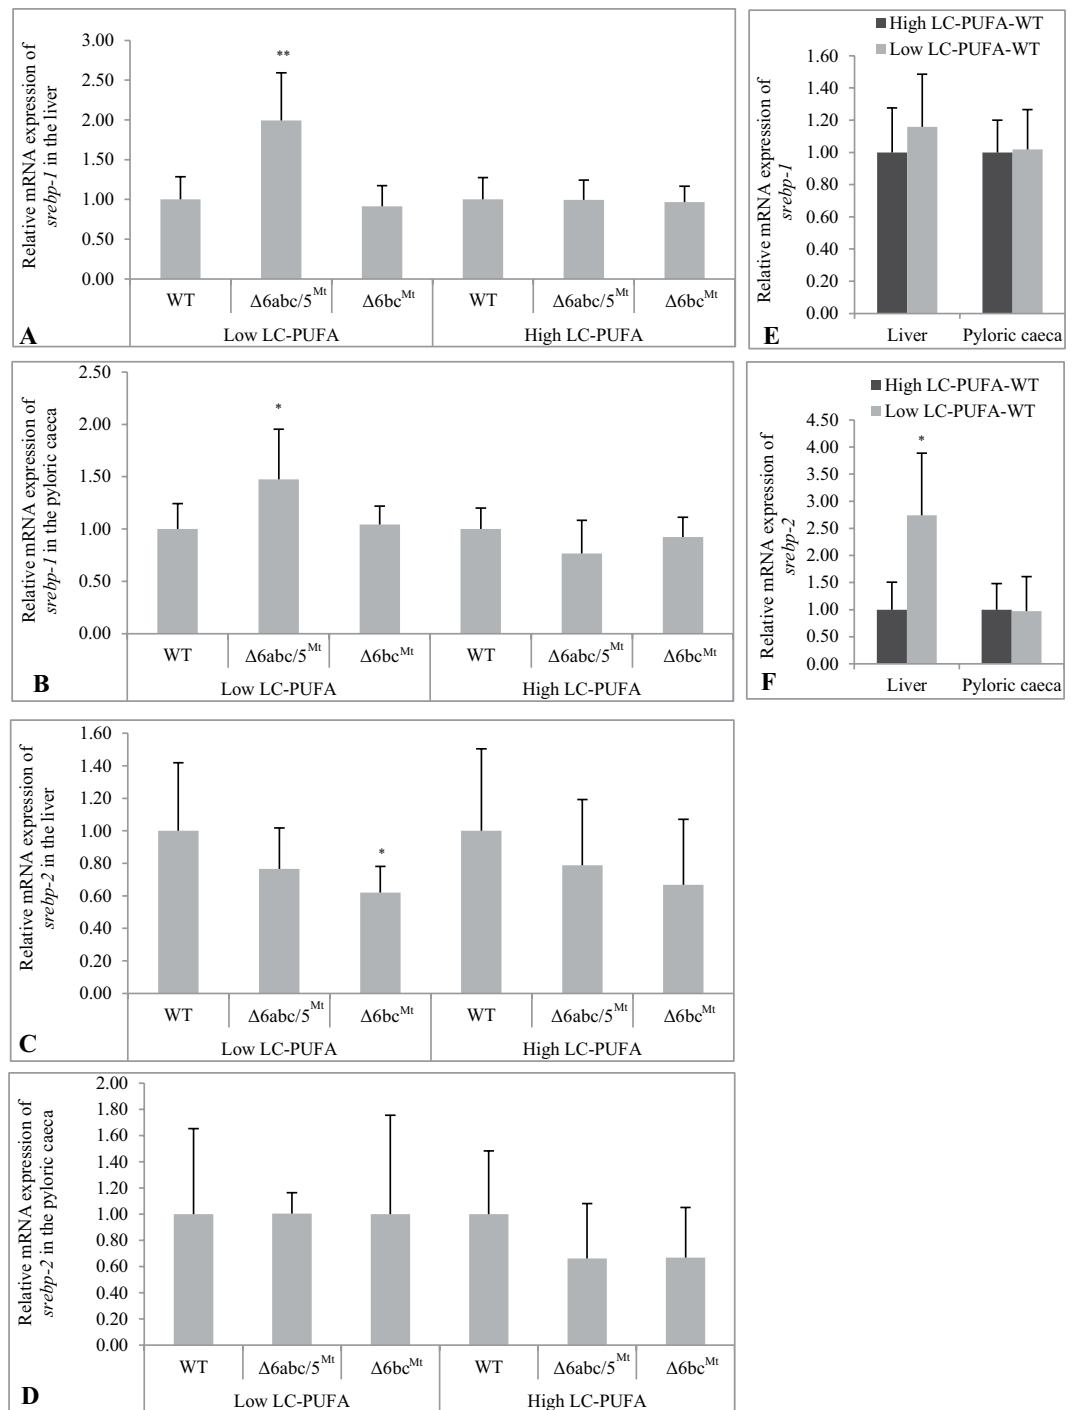 Relative mRNA expression of
srebp-1 in the liver
3.00
2.50
2.00
1.50
1.00
0.50
0.00
**
WT
Δ6abc/5Mt
Δ6bcMt
WT
Δ6abc/5Mt
Δ6bcMt
Low LC-PUFA
High LC-PUFA
A
Relative mRNA expression of
srebp-1 in the pyloric caeca
2.50
2.00
1.50
1.00
0.50
0.00
*
WT
Δ6abc/5Mt
Δ6bcMt
WT
Δ6abc/5Mt
Δ6bcMt
Low LC-PUFA
High LC-PUFA
B
Relative mRNA expression of
srebp-2 in the liver
1.60
1.40
1.20
1.00
0.80
0.60
0.40
0.20
0.00
*
WT
Δ6abc/5Mt
Δ6bcMt
WT
Δ6abc/5Mt
Δ6bcMt
Low LC-PUFA
High LC-PUFA
C
Relative mRNA expression of
srebp-2 in the pyloric caeca
2.00
1.80
1.60
1.40
1.20
1.00
0.80
0.60
0.40
0.20
0.00
WT
Δ6abc/5Mt
Δ6bcMt
WT
Δ6abc/5Mt
Δ6bcMt
Low LC-PUFA
High LC-PUFA
D
High LC-PUFA-WT
Low LC-PUFA-WT
Relative mRNA expression of
srebp-1
1.60
1.40
1.20
1.00
0.80
0.60
0.40
0.20
0.00
Liver
Pyloric caeca
E
High LC-PUFA-WT
Low LC-PUFA-WT
Relative mRNA expression of
srebp-2
4.50
4.00
3.50
3.00
2.50
2.00
1.50
1.00
0.50
0.00
*
Liver
Pyloric caeca
F